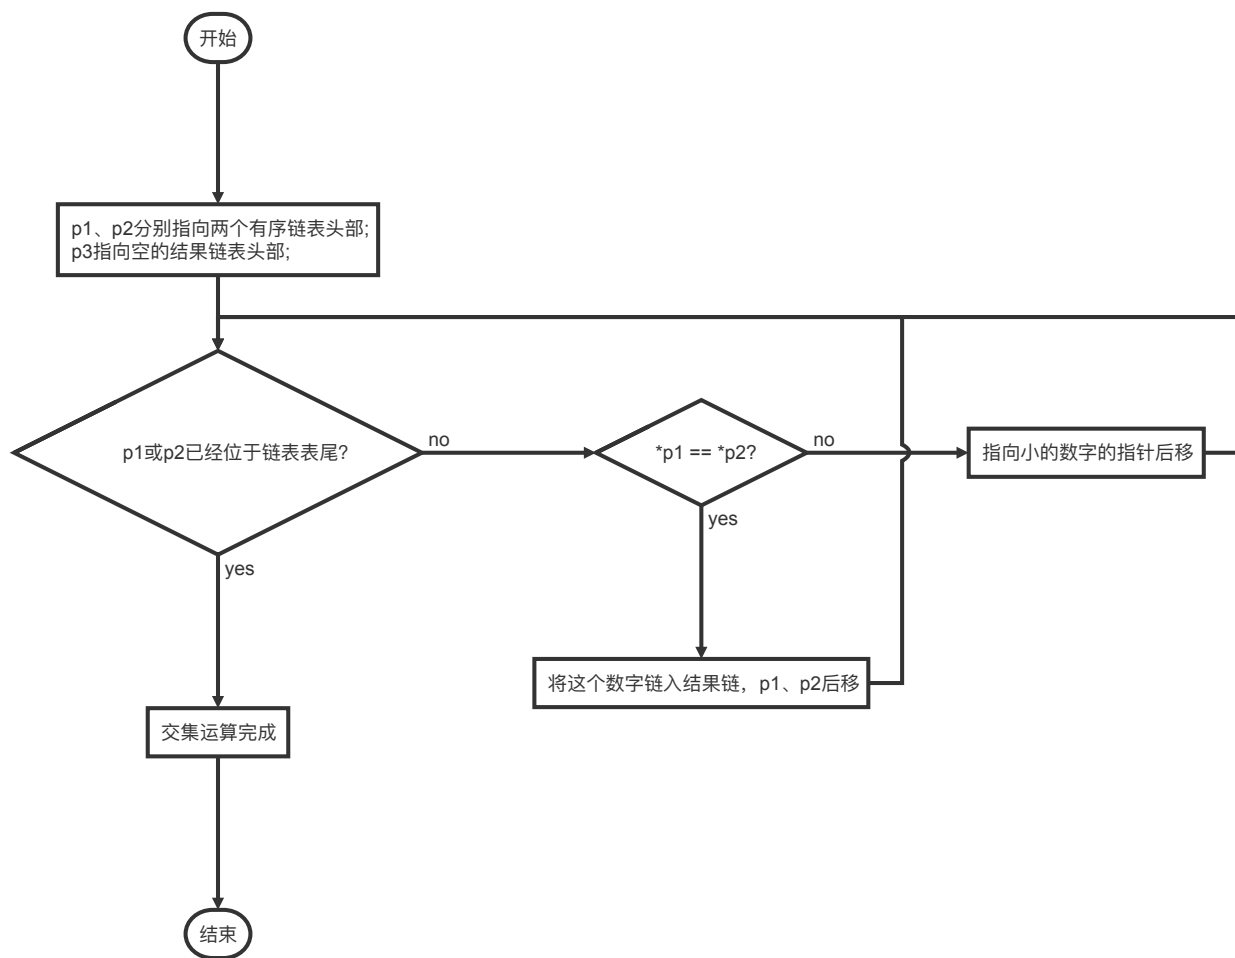 开始
p1、p2分别指向两个有序链表头部;
p3指向空的结果链表头部;
p1或p2已经位于链表表尾?
no
*p1 == *p2?
no
指向小的数字的指针后移
yes
yes
将这个数字链入结果链，p1、p2后移
交集运算完成
结束